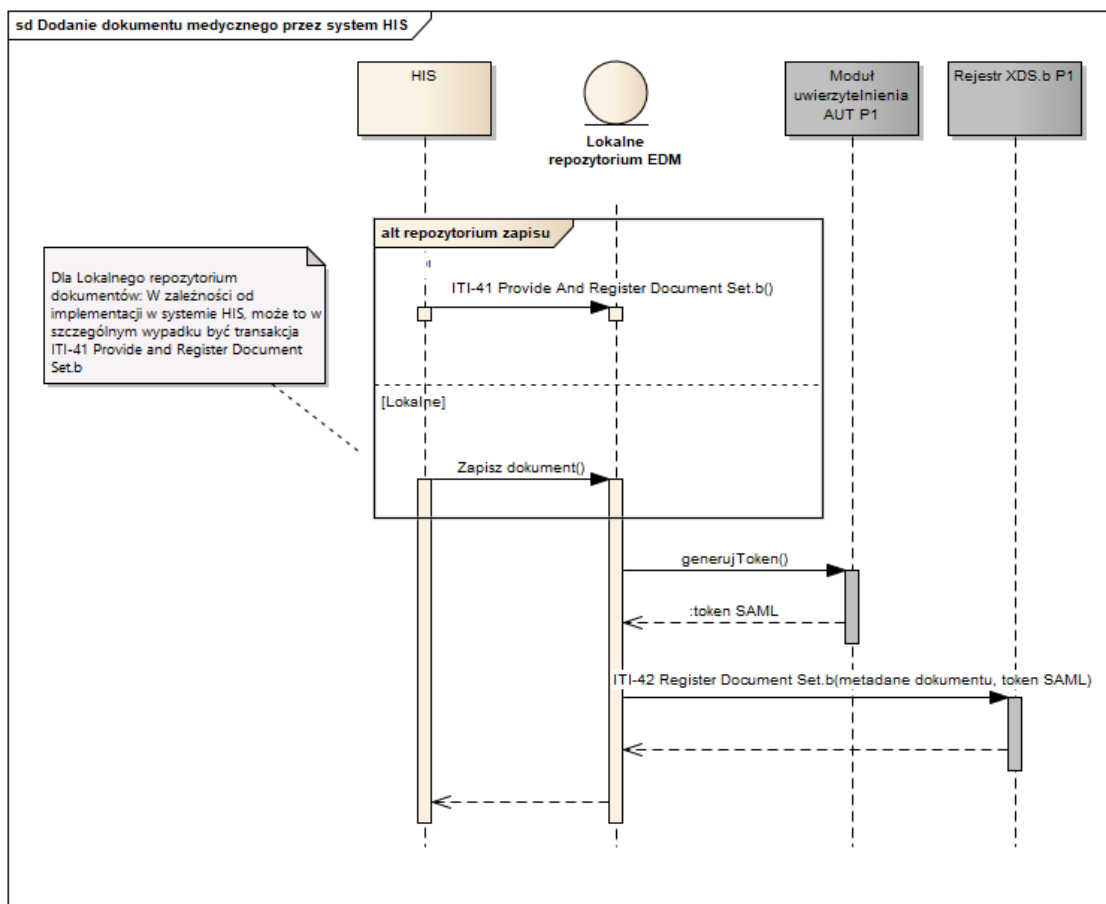 sd Dodanie dokumentu medycznego przez system HIS
HIS
Lokalne
repozytorium EDM
Moduł
uwierzytelnienia
AUT P1
Rejestr XDS.b P1
alt repozytorium zapisu
Dla Lokalnego repozytorium
dokumentów: W zależności od
implementacji w systemie HIS, może to w
szczególnym wypadku być transakcja
ITI-41 Provide and Register Document
Set.b
ITI-41 Provide And Register Document Set.b()
[Lokalne]
Zapisz dokument()
generujToken()
:token SAML
ITI-42 Register Document Set.b(metadane dokumentu, token SAML)